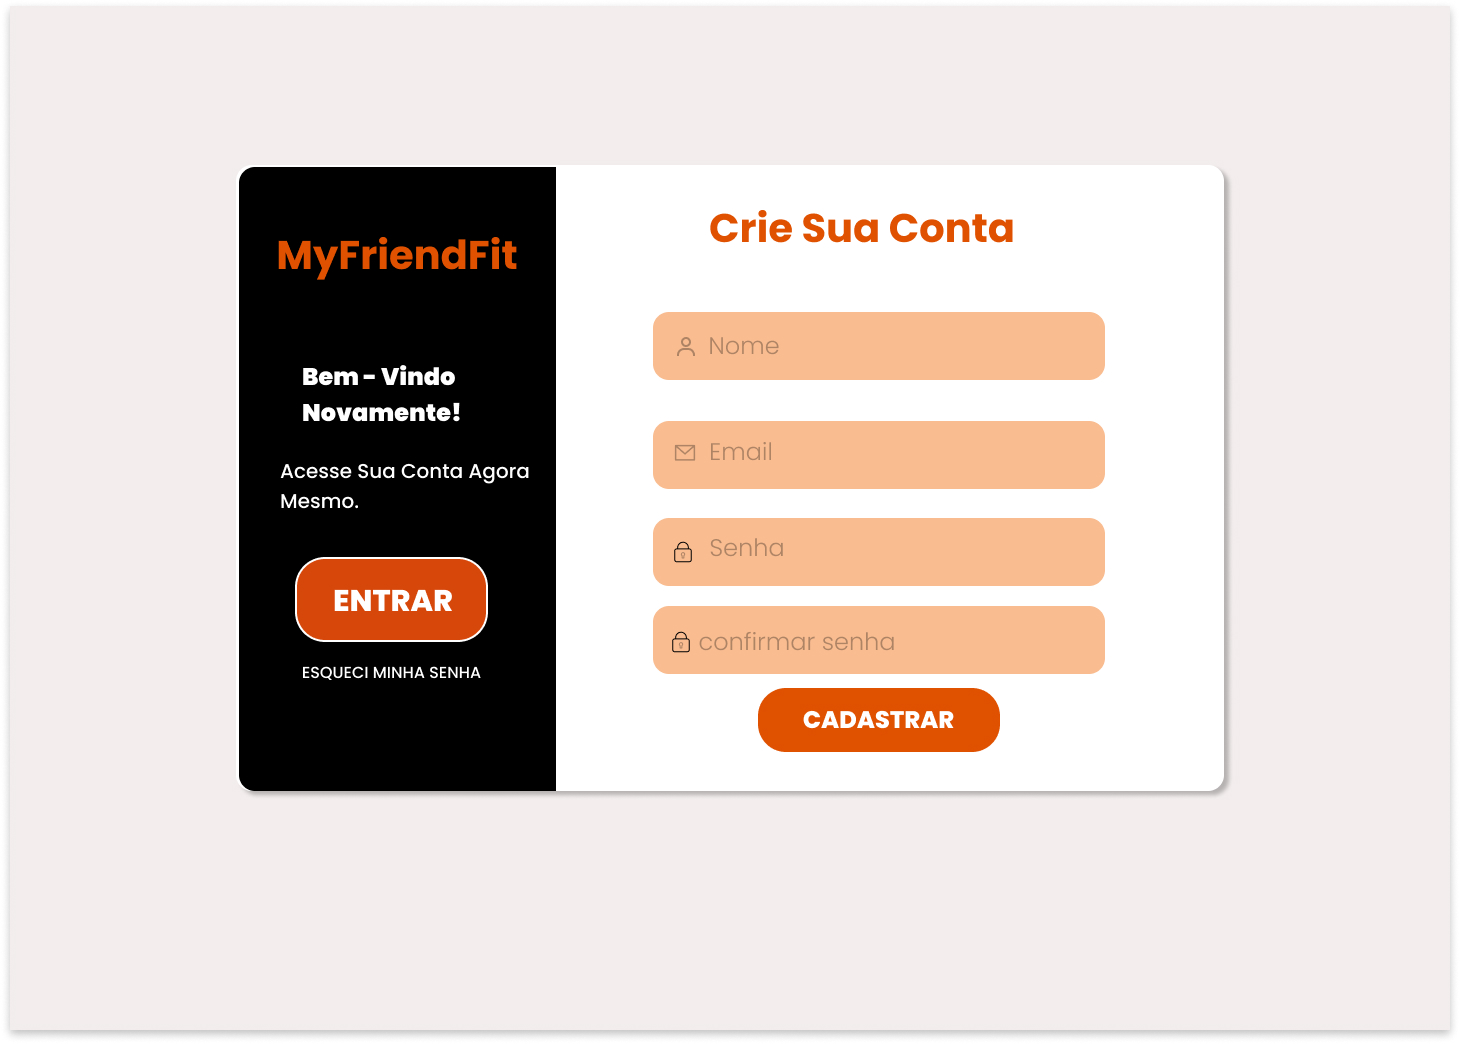 MyFriendFit
Bem - Vindo
Novamente!
Acesse Sua Conta Agora
Mesmo.
ENTRAR
ESQUECI MINHA SENHA
Crie Sua Conta
Nome
Email
Senha
confirmar senha
CADASTRAR